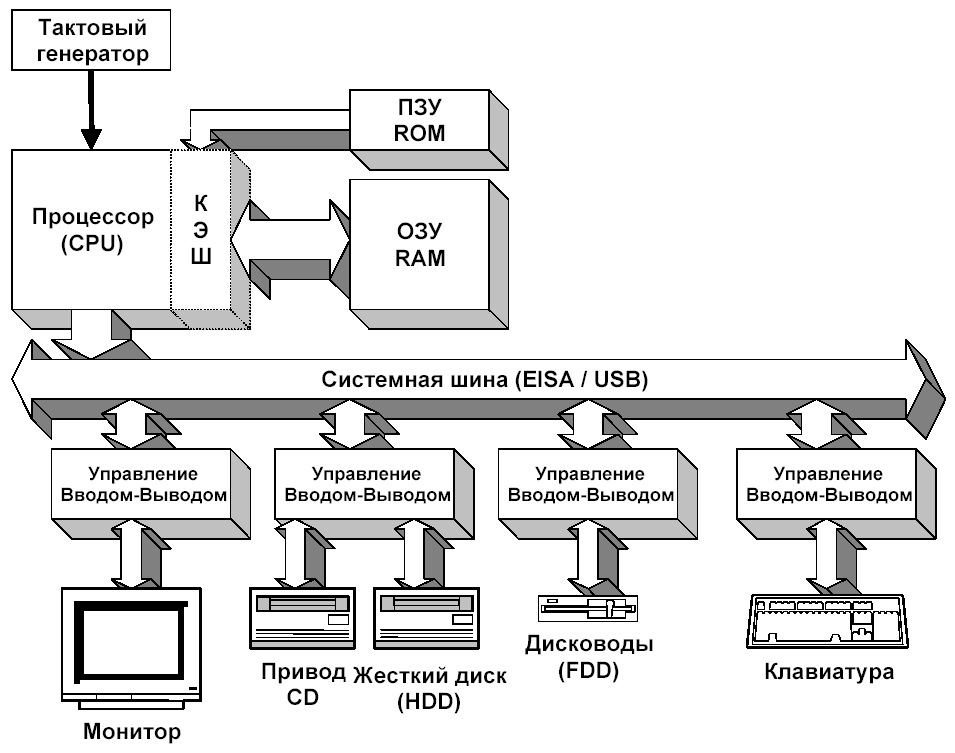 Тактовый
генератор
ПЗУ
ROM
Процессор
(CPU)
К
Э
Ш
ОЗУ
RAM
Системная шина (EISA / USB)
Управление
Вводом-Выводом
Управление
Вводом-Выводом
Управление
Вводом-Выводом
Управление
Вводом-Выводом
Монитор
Привод
CD
Жесткий диск
(HDD)
Дисководы
(FDD)
Клавиатура